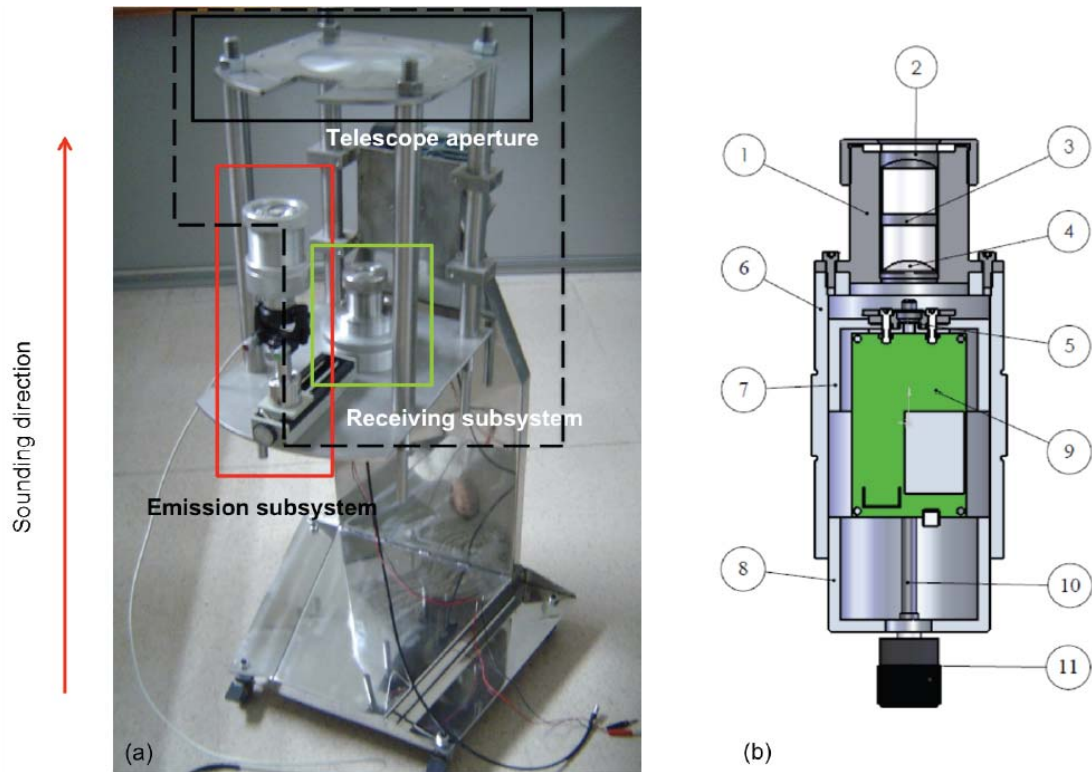 Telescope aperture
Receiving subsystem
Emission subsystem
Sounding direction
(a)
1
2
3
4
5
6
7
8
9
10
11
(b)